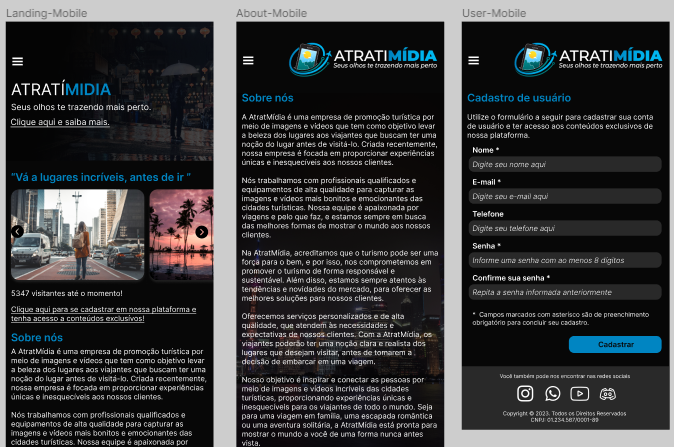 Landing-Mobile
ATRATÍMIDIA
Seus olhos te trazendo mais perto.
Clique aqui e saiba mais.
"Vá a lugares incríveis, antes de ir "
5347 visitantes até o momento!
Clique aqui para se cadastrar em nossa plataforma e
tenha acesso a conteúdos exclusivos!
Sobre nós
A AtratMídia é uma empresa de promoção turística por
meio de imagens e vídeos que tem como objetivo levar
a beleza dos lugares aos viajantes que buscam ter uma
noção do lugar antes de visitá-lo. Criada recentemente,
nossa empresa é focada em proporcionar experiências
únicas e inesquecíveis aos nossos clientes.
Nós trabalhamos com profissionais qualificados e
equipamentos de alta qualidade para capturar as
imagens e vídeos mais bonitos e emocionantes das
cidades turísticas. Nossa equipe é apaixonada por
About-Mobile
ATRATIMÍDIA
Seus olhos te trazendo mais perto
Sobre nós
A AtratMídia é uma empresa de promoção turística por
meio de imagens e vídeos que tem como objetivo levar
a beleza dos lugares aos viajantes que buscam ter uma
noção do lugar antes de visitá-lo. Criada recentemente,
nossa empresa é focada em proporcionar experiências
únicas e inesquecíveis aos nossos clientes.
Nós trabalhamos com profissionais qualificados e
equipamentos de alta qualidade para capturar as
imagens e vídeos mais bonitos e emocionantes das
cidades turísticas. Nossa equipe é apaixonada por
viagens e pelo que faz, e estamos sempre em busca
das melhores formas de mostrar o mundo aos nossos
clientes.
Na AtratMídia, acreditamos que o turismo pode ser uma
força para o bem, e por isso, nos comprometemos em
promover o turismo de forma responsável e
sustentável. Além disso, estamos sempre atentos às
tendências e novidades do mercado, para oferecer as
melhores soluções para nossos clientes.
Oferecemos serviços personalizados e de alta
qualidade, que atendem às necessidades e
expectativas de nossos clientes. Com a AtratMídia, os
viajantes poderão ter uma noção clara e realista dos
lugares que desejam visitar, antes de tomarem a
decisão de embarcar em uma viagem.
Nosso objetivo é inspirar e conectar as pessoas por
meio de imagens e vídeos incríveis das cidades
turísticas, proporcionando experiências únicas e
inesquecíveis para os viajantes de todo o mundo. Seja
para uma viagem em família, uma escapada romântica
ou uma aventura solitária, a AtratMídia está pronta para
mostrar o mundo a você de uma forma nunca antes
vista.
User-Mobile
ATRATIMÍDIA
Seus olhos te trazendo mais perto
Cadastro de usuário
Utilize o formulário a seguir para cadastrar sua conta
de usuário e ter acesso aos conteúdos exclusivos de
nossa plataforma.
Nome *
Digite seu nome aqui
E-mail *
Digite seu e-mail aqui
Telefone
Digite seu telefone aqui
Senha *
Informe uma senha com ao menos 8 dígitos
Confirme sua senha *
Repita a senha informada anteriormente
* Campos marcados com asterisco são de preenchimento
obrigatório para concluir seu cadastro.
Cadastrar
Você também pode nos encontrar nas redes sociais
Copyright © 2023. Todos os Direitos Reservados
CNPJ: 01.234.567/0001-89